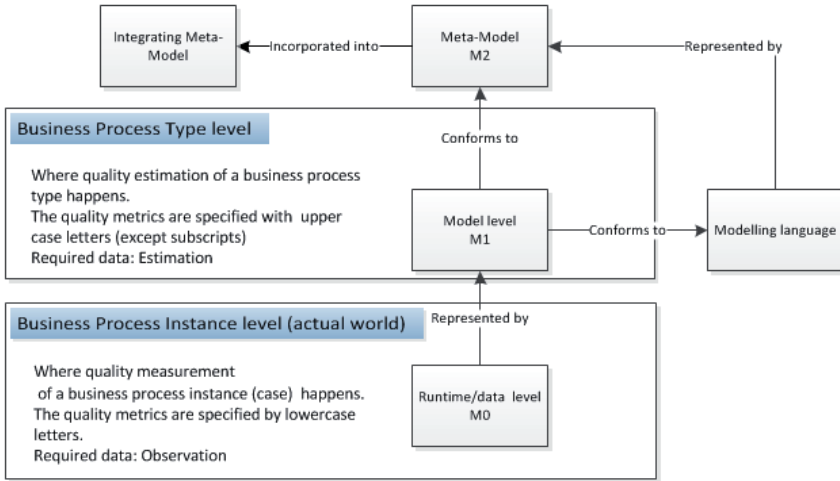 Integrating Meta-
Model
Incorporated into
Meta-Model
M2
Represented by
Business Process Type level
Conforms to
Where quality estimation of a business process
type happens.
The quality metrics are specified with  upper
case letters (except subscripts)
Required data: Estimation
Model level
M1
Conforms to
Modelling language
Business Process Instance level (actual world)
Represented by
Where quality measurement
of a business process instance (case)  happens.
The quality metrics are specified by lowercase
letters.
Required data: Observation
Runtime/data  level
M0